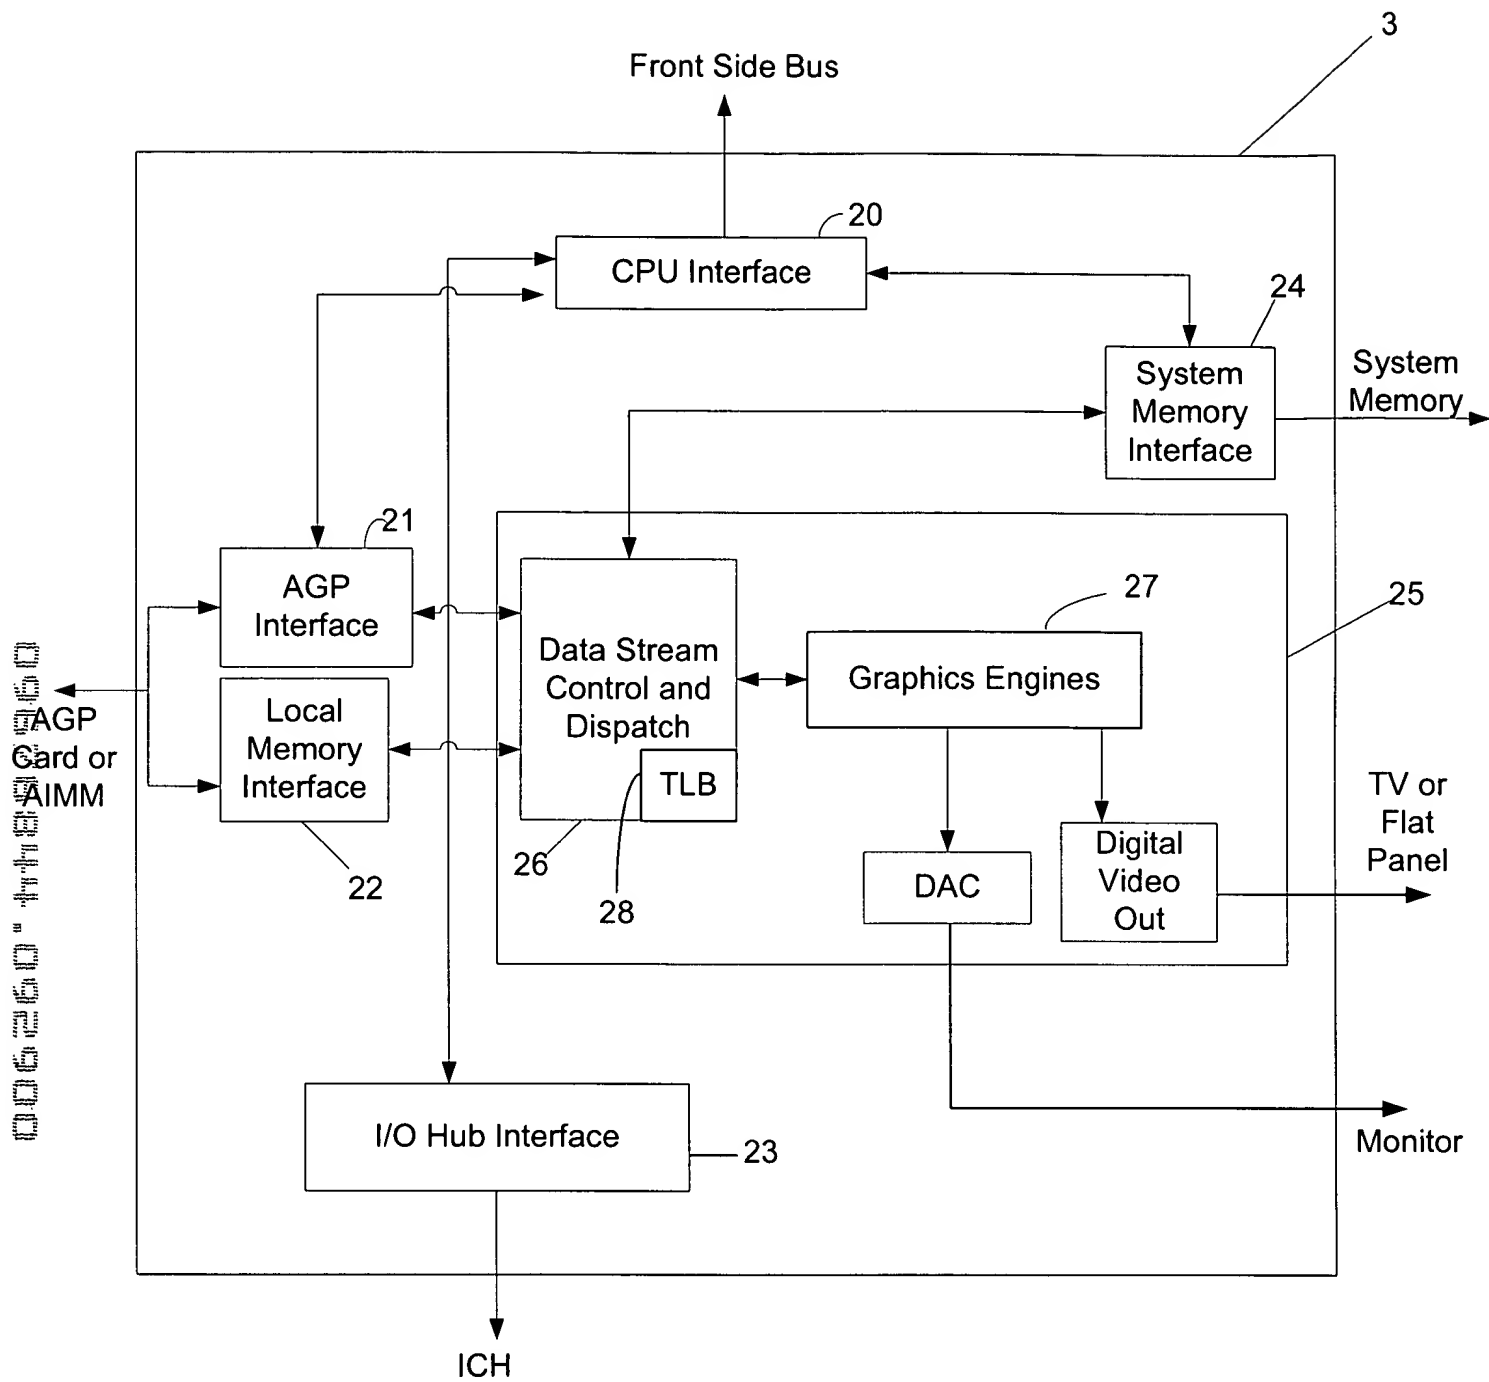 3
Front Side Bus
20
CPU Interface
24
System
Memory
Interface
System
Memory
21
AGP
Interface
25
27
Data Stream
Control and
Dispatch
Graphics Engines
AGP
Card or
AIMM
Local
Memory
Interface
TLB
22
26
28
DAC
Digital
Video
Out
TV or
Flat
Panel
I/O Hub Interface
23
Monitor
ICH